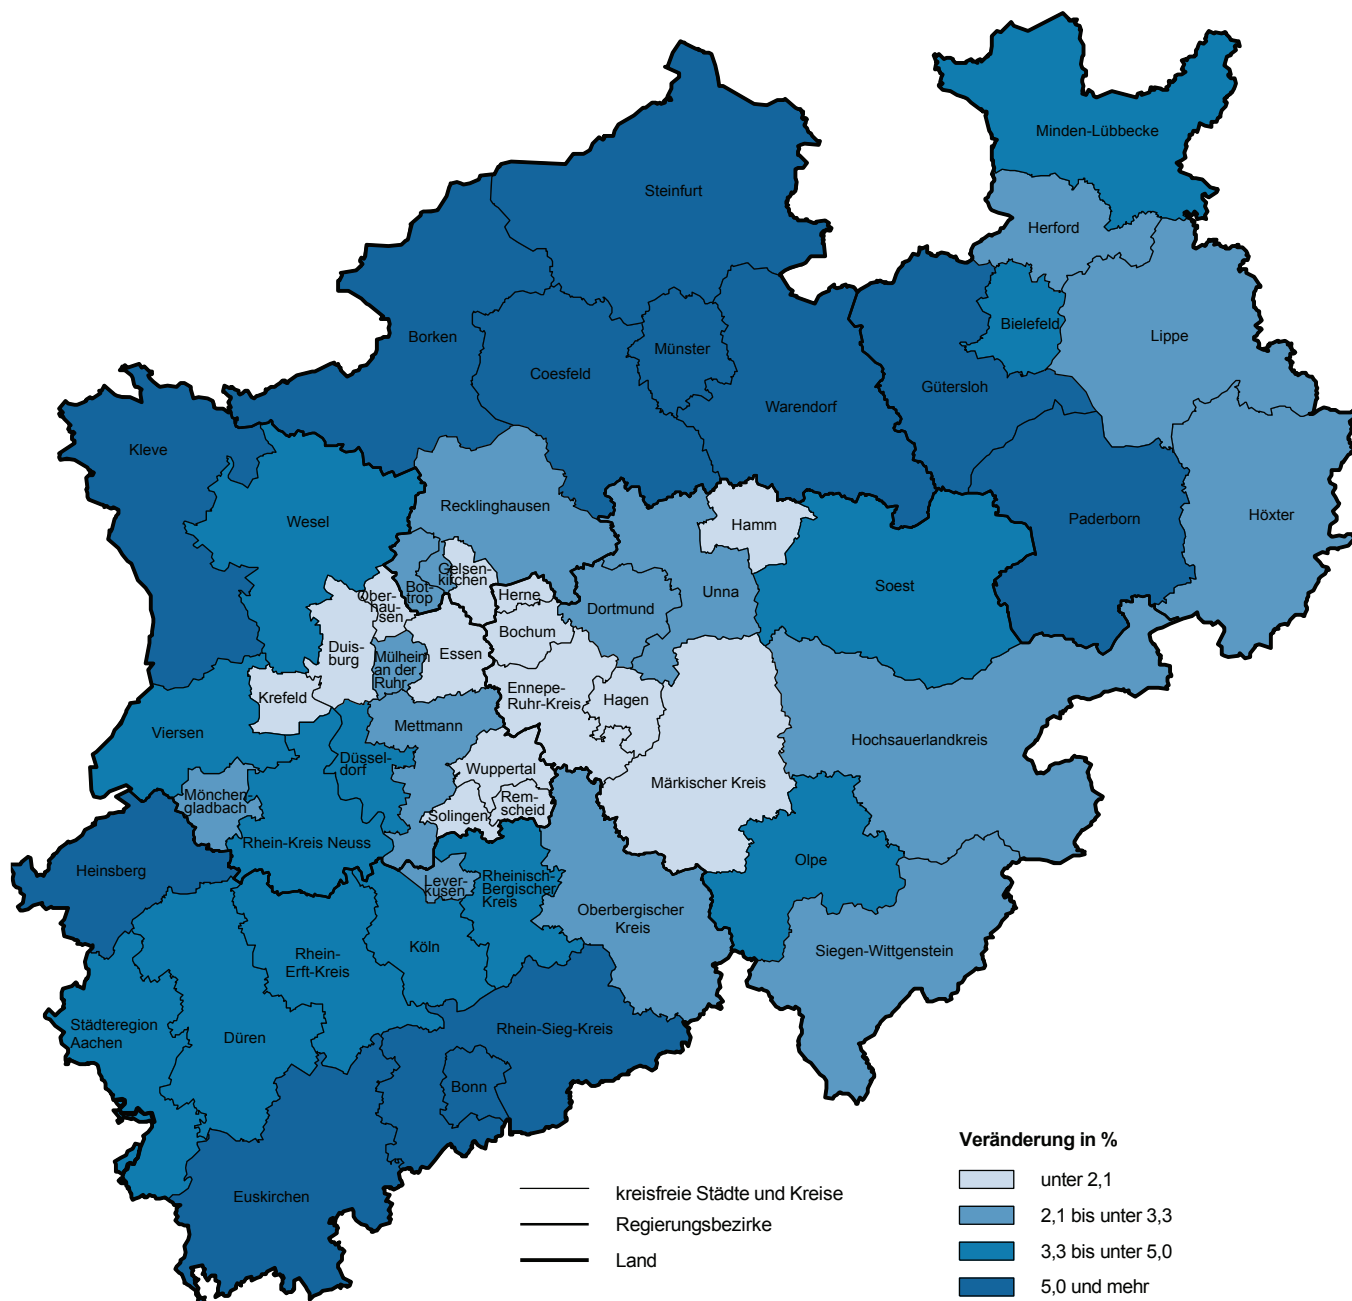 Minden-Lübbecke
Steinfurt
Herford
Bielefeld
Lippe
Borken
Münster
Coesfeld
Gütersloh
Warendorf
Kleve
Recklinghausen
Wesel
Hamm
Paderborn
Höxter
Gelsen-
kirchen
Bot-
trop
Ober-
hau-
sen
Herne
Dortmund
Unna
Soest
Bochum
Duis-
burg
Mülheim
an der
Ruhr
Essen
Krefeld
Ennepe-
Ruhr-Kreis
Hagen
Viersen
Mettmann
Hochsauerlandkreis
Düssel-
dorf
Wuppertal
Märkischer Kreis
Mönchen-
gladbach
Rem-
scheid
Solingen
Rhein-Kreis Neuss
Heinsberg
Lever-
kusen
Rheinisch-
Bergischer
Kreis
Olpe
Oberbergischer
Kreis
Köln
Rhein-
Erft-Kreis
Siegen-Wittgenstein
Städteregion
Aachen
Düren
Rhein-Sieg-Kreis
Bonn
Euskirchen
kreisfreie Städte und Kreise
Regierungsbezirke
Land
Veränderung in %
unter 2,1
2,1 bis unter 3,3
3,3 bis unter 5,0
5,0 und mehr